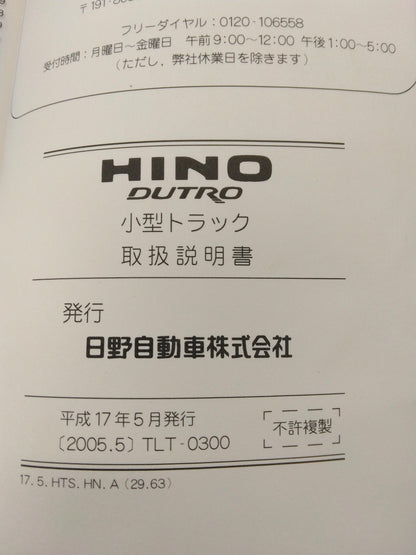 フリーダイヤル：0120・106558
受付時間：月曜日～金曜日 午前9:00～12:00 午後1:00～5:00
（ただし，弊社休業日を除きます）
HINO
DUTRO
小型トラック
取扱説明書
発行
日野自動車株式会社
平成17年5月発行
〔2005.5〕TLT-0300
不許複製
17.5. HTS. HN. A (29.63)